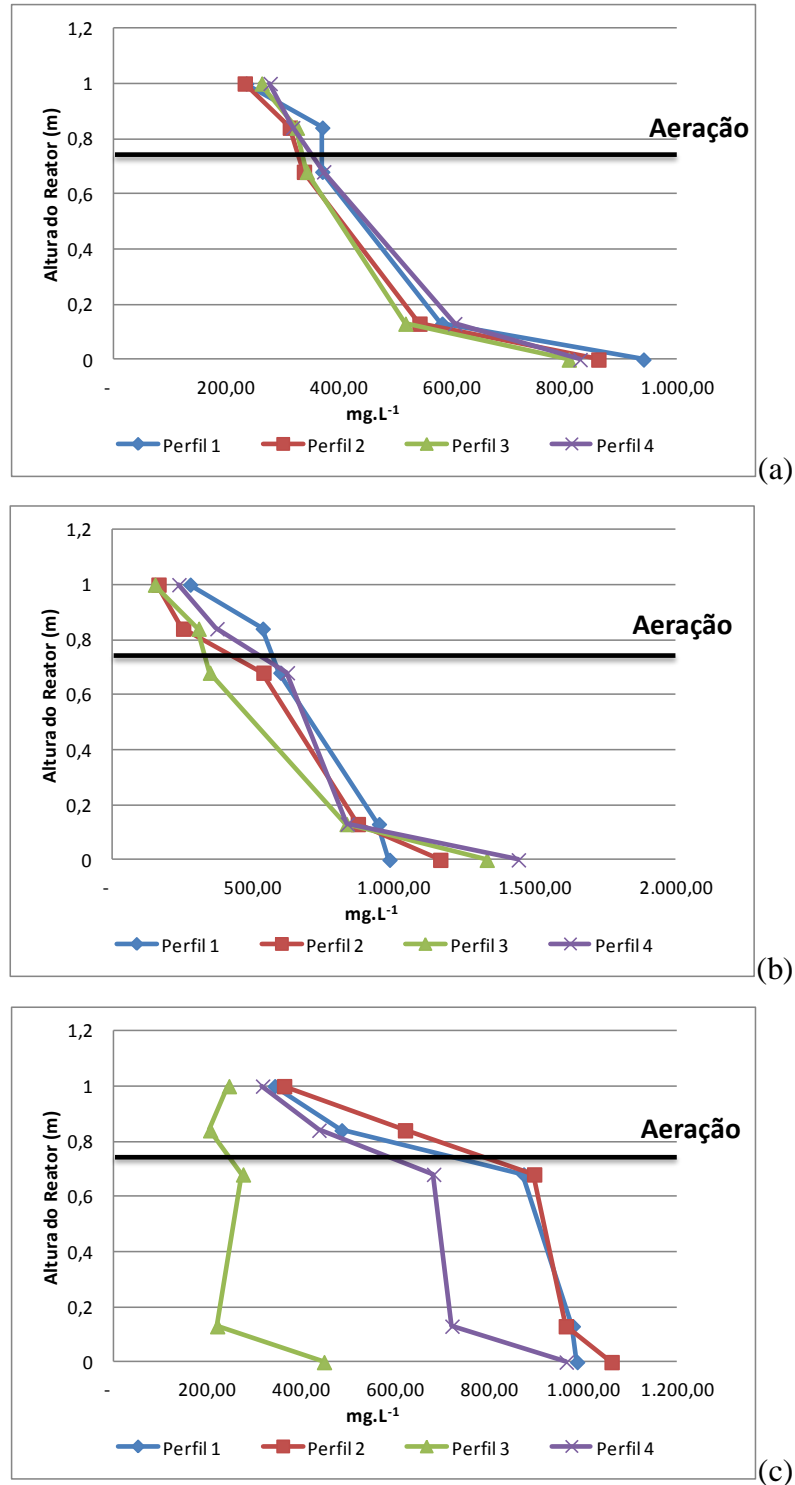 1,2
1
0,8
0,6
0,4
0,2
0
Altura do Reator (m)
Aeração
- 200,00 400,00 600,00 800,00 1.000,00
mg.L-1
Perfil 1 Perfil 2 Perfil 3 Perfil 4
(a)
1,2
1
0,8
0,6
0,4
0,2
0
Altura do Reator (m)
Aeração
- 500,00 1.000,00 1.500,00 2.000,00
mg.L-1
Perfil 1 Perfil 2 Perfil 3 Perfil 4
(b)
1,2
1
0,8
0,6
0,4
0,2
0
Altura do Reator (m)
Aeração
- 200,00 400,00 600,00 800,00 1.000,00 1.200,00
mg.L-1
Perfil 1 Perfil 2 Perfil 3 Perfil 4
(c)